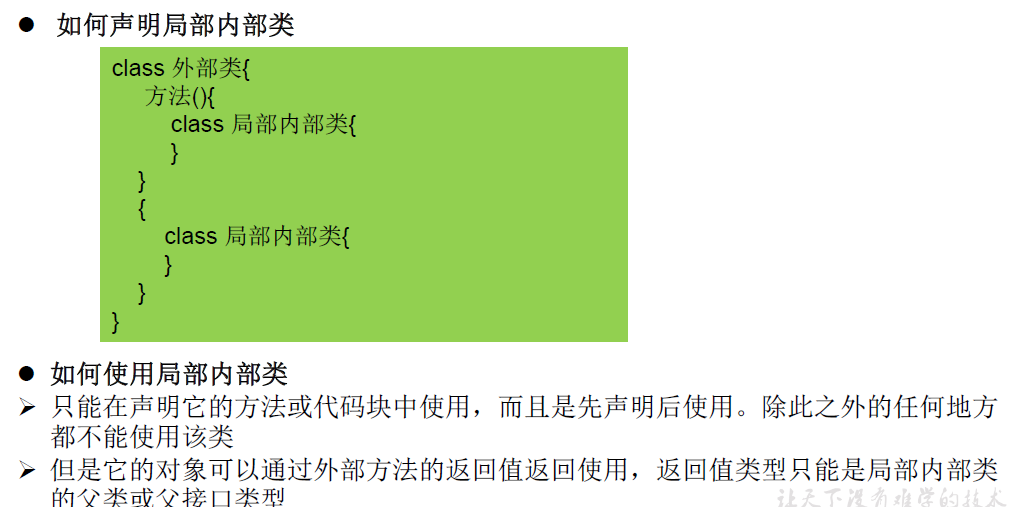 ● 如何声明局部内部类
class 外部类{
方法(){
class 局部内部类{
}
}
{
class 局部内部类{
}
}
}
● 如何使用局部内部类
➢ 只能在声明它的方法或代码块中使用，而且是先声明后使用。除此之外的任何地方
都不能使用该类
➢ 但是它的对象可以通过外部方法的返回值返回使用，返回值类型只能是局部内部类
的父类或父接口类型
让天下没有难学的技术